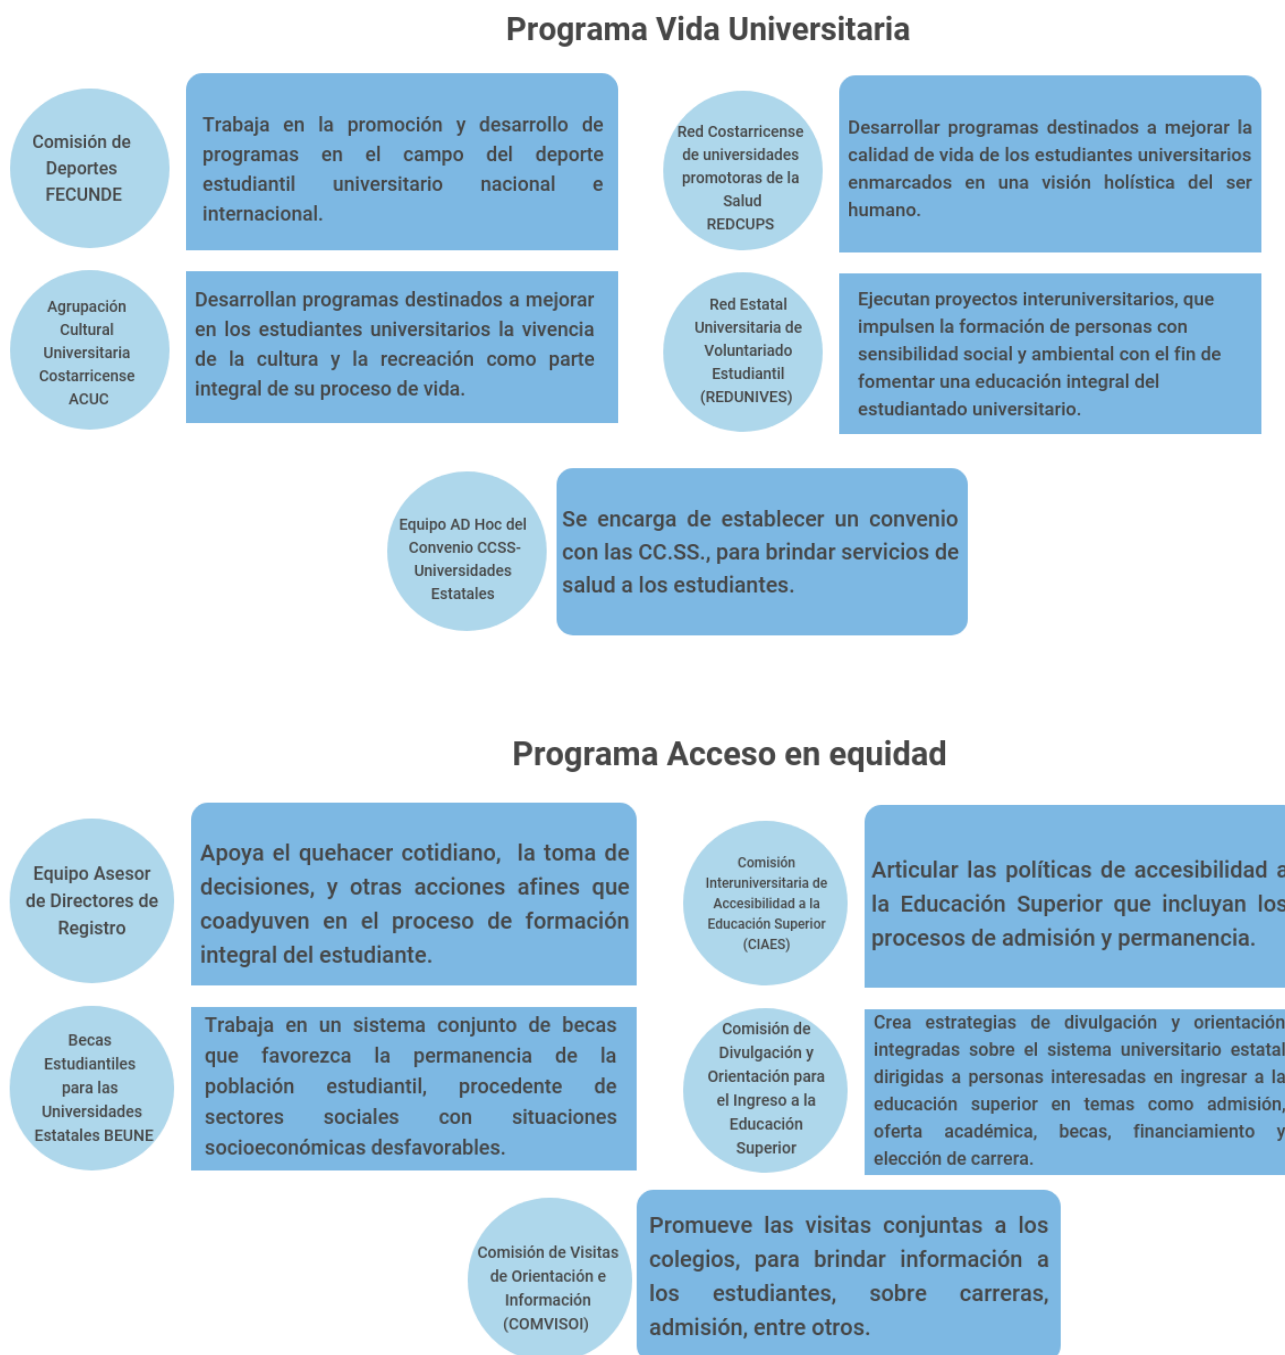 Programa Vida Universitaria
Comisión de
Deportes
FECUNDE
Trabaja en la promoción y desarrollo de
programas en el campo del deporte
estudiantil universitario nacional e
internacional.
Red Costarricense
de universidades
promotoras de la
Salud
REDCUPS
Desarrollar programas destinados a mejorar la
calidad de vida de los estudiantes universitarios
enmarcados en una visión holística del ser
humano.
Agrupación
Cultural
Universitaria
Costarricense
ACUC
Desarrollan programas destinados a mejorar
en los estudiantes universitarios la vivencia
de la cultura y la recreación como parte
integral de su proceso de vida.
Red Estatal
Universitaria de
Voluntariado
Estudiantil
(REDUNIVES)
Ejecutan proyectos interuniversitarios, que
impulsen la formación de personas con
sensibilidad social y ambiental con el fin de
fomentar una educación integral del
estudiantado universitario.
Equipo AD Hoc del
Convenio CCSS-
Universidades
Estatales
Se encarga de establecer un convenio
con las CC.SS., para brindar servicios de
salud a los estudiantes.
Programa Acceso en equidad
Equipo Asesor
de Directores de
Registro
Apoya el quehacer cotidiano, la toma de
decisiones, y otras acciones afines que
coadyuven en el proceso de formación
integral del estudiante.
Comisión
Interuniversitaria de
Accesibilidad a la
Educación Superior
(CIAES)
Articular las políticas de accesibilidad a
la Educación Superior que incluyan los
procesos de admisión y permanencia.
Becas
Estudiantiles
para las
Universidades
Estatales BEUNE
Trabaja en un sistema conjunto de becas
que favorezca la permanencia de la
población estudiantil, procedente de
sectores sociales con situaciones
socioeconómicas desfavorables.
Comisión de
Divulgación y
Orientación para
el Ingreso a la
Educación
Superior
Crea estrategias de divulgación y orientación
integradas sobre el sistema universitario estatal
dirigidas a personas interesadas en ingresar a la
educación superior en temas como admisión,
oferta académica, becas, financiamiento y
elección de carrera.
Comisión de Visitas
de Orientación e
Información
(COMVISOI)
Promueve las visitas conjuntas a los
colegios, para brindar información a
los estudiantes, sobre carreras,
admisión, entre otros.